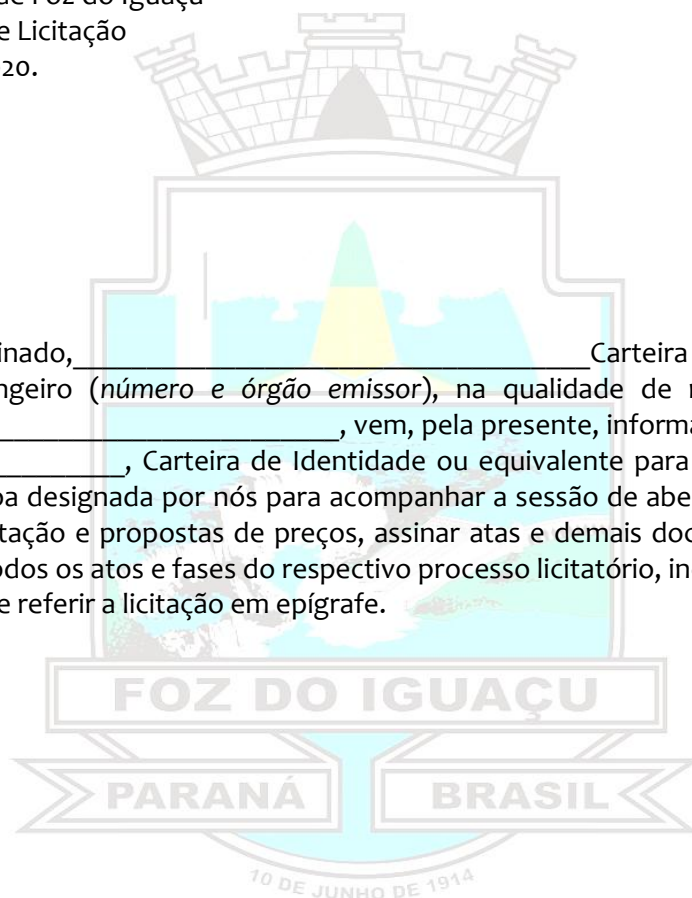 de Foz do Iguaçu
e Licitação
20.
inado,____________________________________Carteira
ngeiro (número e órgão emissor), na qualidade de
________________________, vem, pela presente, informa
_________, Carteira de Identidade ou equivalente para
oa designada por nós para acompanhar a sessão de abe
tação e propostas de preços, assinar atas e demais doc
odos os atos e fases do respectivo processo licitatório, in
e referir a licitação em epígrafe.
FOZ DO IGUAÇU
PARANÁ BRASIL
10 DE JUNHO DE 1914